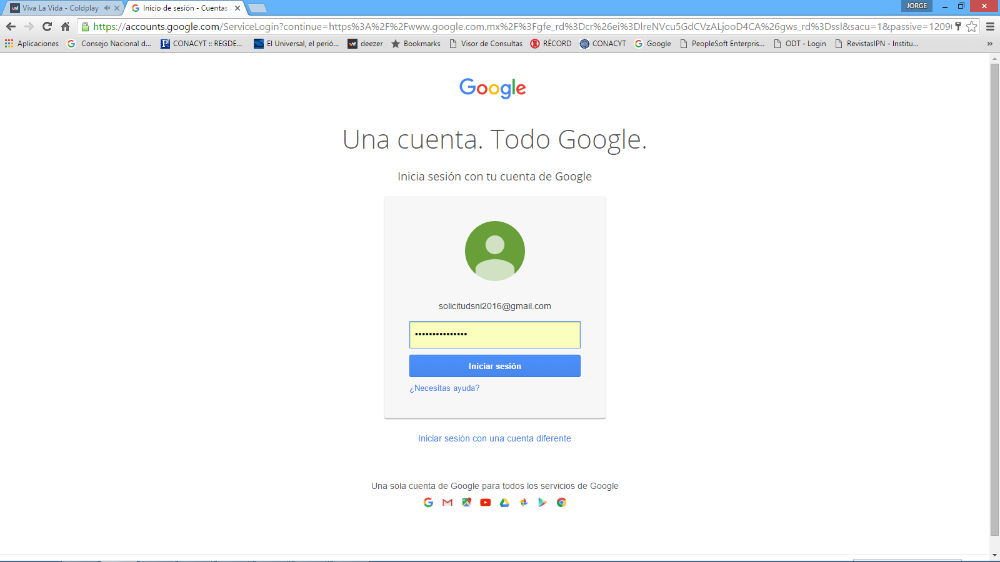 Viva La Vida - Coldplay
Inicio de sesión - Cuentas
JORGE
https://accounts.google.com/ServiceLogin?continue=https%3A%2F%2Fwww.google.com.mx%2F%3Fgfe_rd%3Dcr%26ei%3DlreNVcu5GdCVzALjooD4CA%26gws_rd%3Dssl&sacu=1&passive=1209
Aplicaciones
Consejo Nacional d...
CONACYT :: REGDE...
El Universal, el perió...
deezer
Bookmarks
Visor de Consultas
RÉCORD
CONACYT
Google
PeopleSoft Enterpris...
ODT - Login
RevistasIPN - Institu...
»
Google
Una cuenta. Todo Google.
Inicia sesión con tu cuenta de Google
solicitudsni2016@gmail.com
•••••••••••••••
Iniciar sesión
¿Necesitas ayuda?
Iniciar sesión con una cuenta diferente
Una sola cuenta de Google para todos los servicios de Google